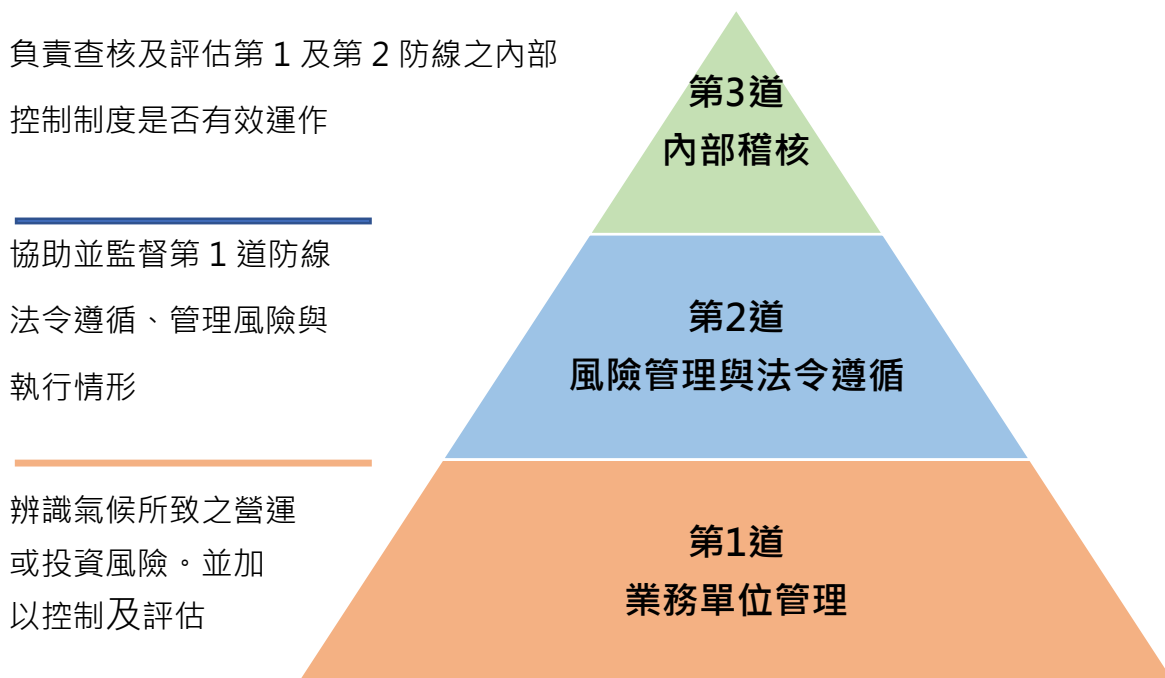 負責查核及評估第 1 及第 2 防線之內部
控制制度是否有效運作
第3道
內部稽核
協助並監督第 1 道防線
法令遵循、管理風險與
執行情形
第2道
風險管理與法令遵循
辨識氣候所致之營運
或投資風險。並加
以控制及評估
第1道
業務單位管理